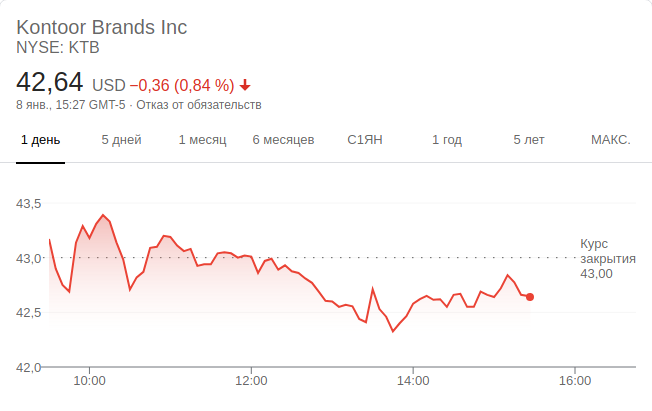 Kontoor Brands Inc
NYSE: KTB
42,64 USD −0,36 (0,84 %)
8 янв., 15:27 GMT-5 · Отказ от обязательств
1 день 5 дней 1 месяц 6 месяцев С1ЯН 1 год 5 лет МАКС.
43,5
43,0
42,5
42,0
Курс
закрытия
43,00
10:00 12:00 14:00 16:00